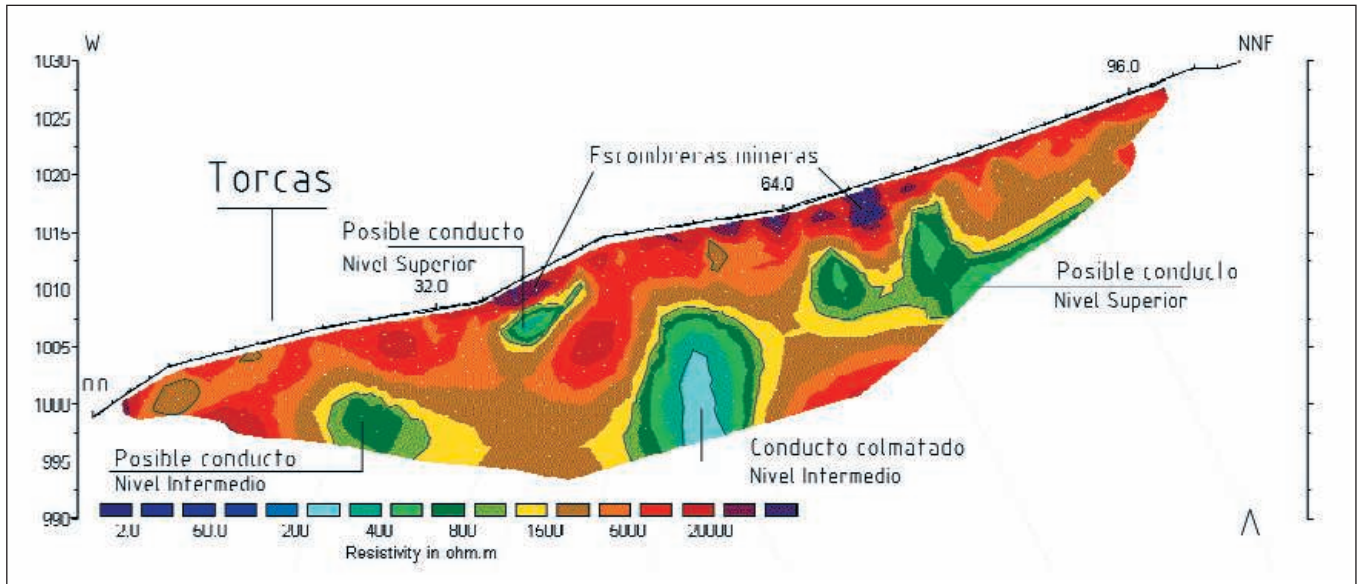 W
NNF
1030
1025
1020
1015
1010
1005
1000
995
990
96.0
64.0
32.0
Escombreras mineras
Torcas
Posible conducto
Nivel Superior
Posible conducto
Nivel Superior
Posible conducto
Nivel Intermedio
Conducto colmatado
Nivel Intermedio
2.0 60.0 200 400 800 1600 6000 20000
Resistivity in ohm.m